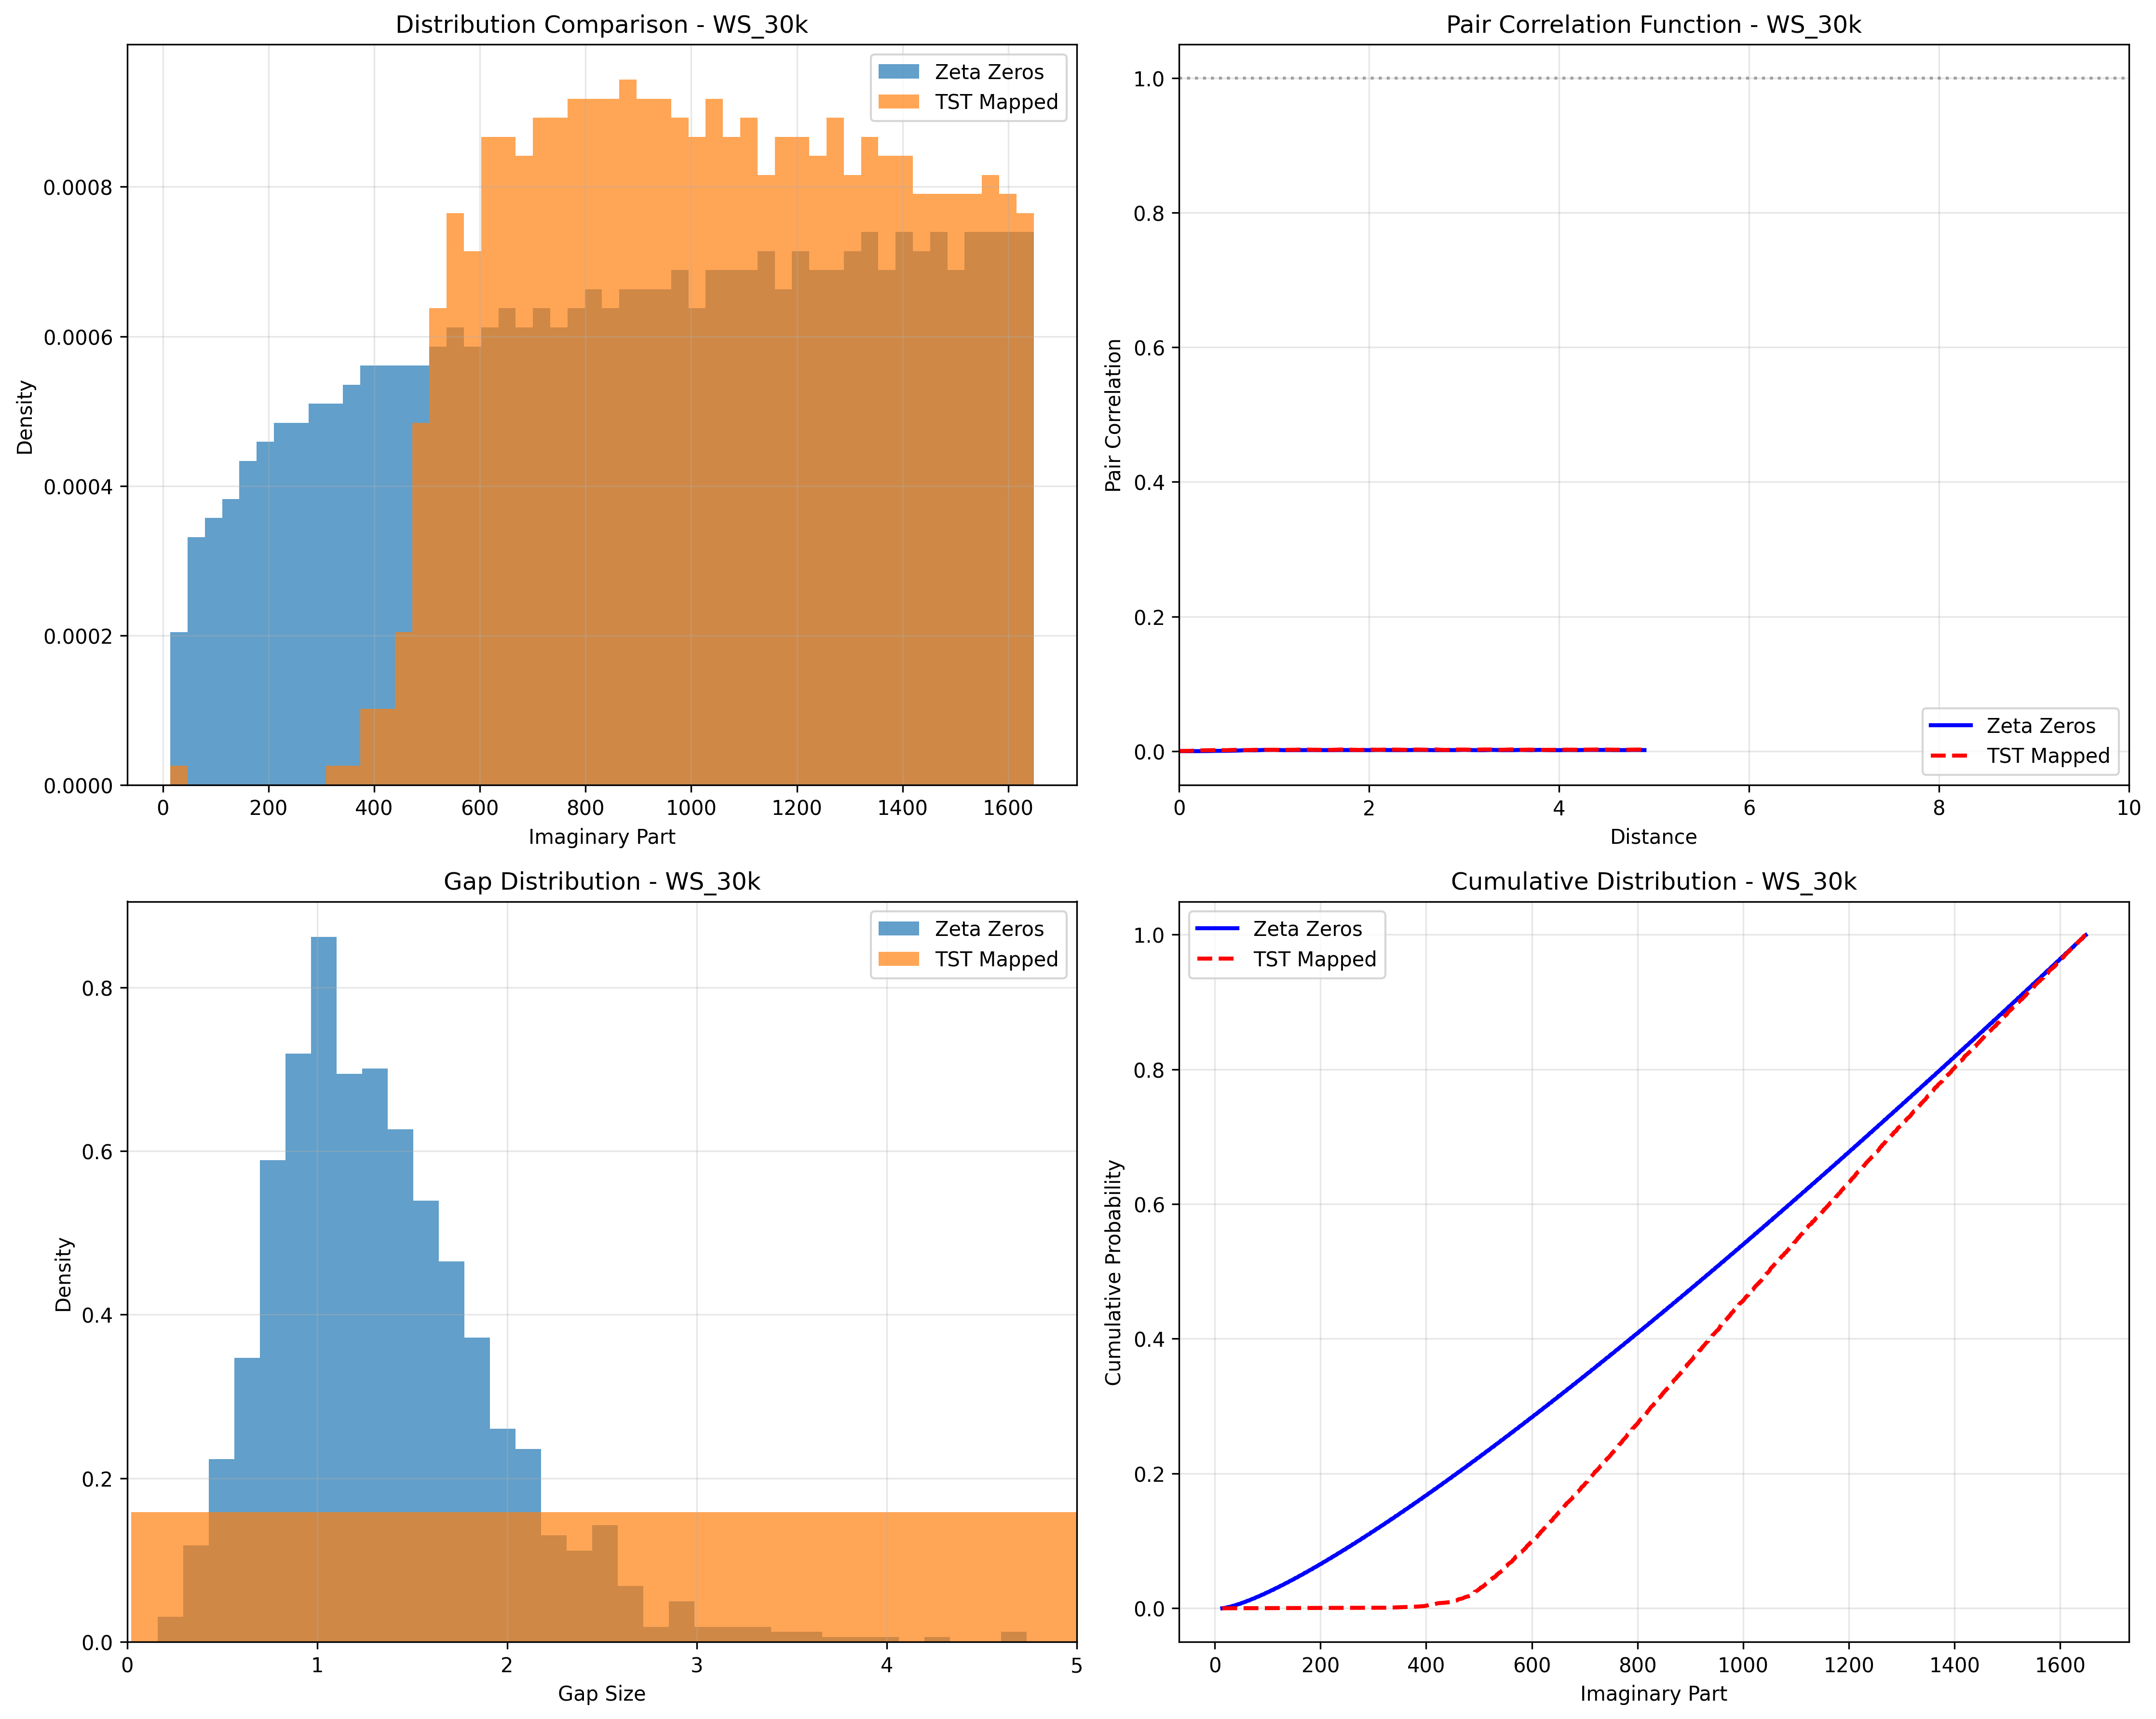 Distribution Comparison - WS_30k
Zeta Zeros
TST Mapped
Density
0.0008
0.0006
0.0004
0.0002
0.0000
0 200 400 600 800 1000 1200 1400 1600
Imaginary Part
Pair Correlation Function - WS_30k
Pair Correlation
1.0
0.8
0.6
0.4
0.2
0.0
Zeta Zeros
TST Mapped
0 2 4 6 8 10
Distance
Gap Distribution - WS_30k
Zeta Zeros
TST Mapped
Density
0.8
0.6
0.4
0.2
0.0
0 1 2 3 4 5
Gap Size
Cumulative Distribution - WS_30k
Zeta Zeros
TST Mapped
Cumulative Probability
1.0
0.8
0.6
0.4
0.2
0.0
0 200 400 600 800 1000 1200 1400 1600
Imaginary Part